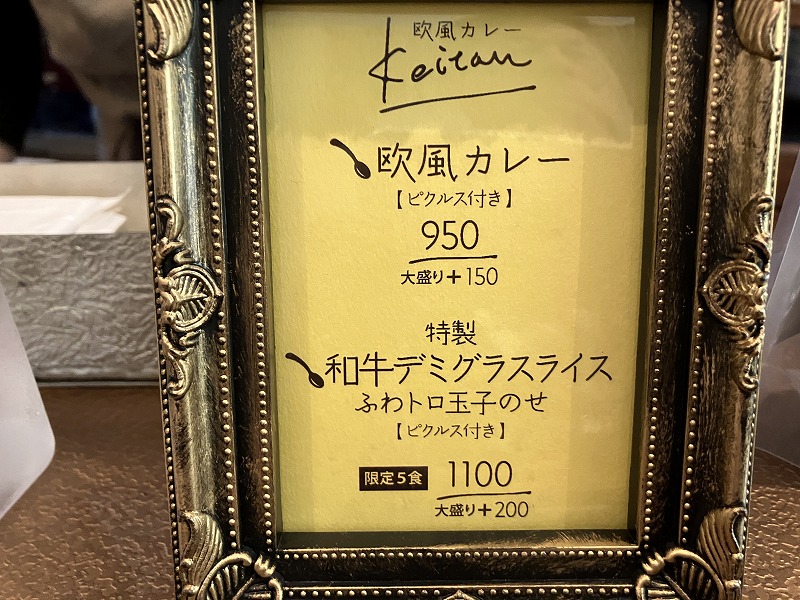 欧風カレー
Keitan
欧風カレー
【ピクルス付き】
950
大盛り+150
特製
和牛デミグラスライス
ふわトロ玉子のせ
【ピクルス付き】
限定5食 1100
大盛り+200